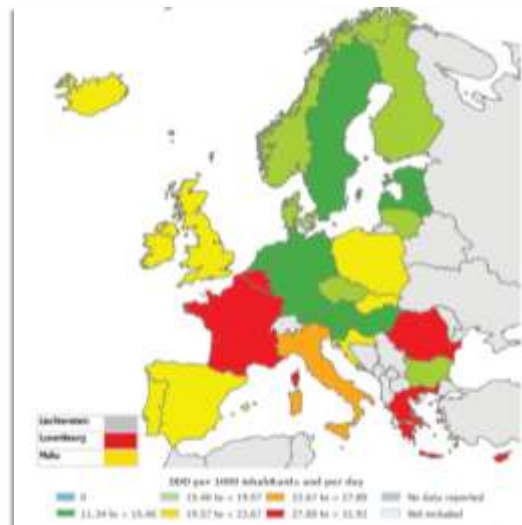 Liechtenstein
Luxembourg
Malta
DDD per 1000 inhabitants and per day
0
15.46 to < 19.57
23.67 to < 27.80
No data reported
11.34 to < 15.46
19.57 to < 23.67
27.80 to < 31.92
Not included